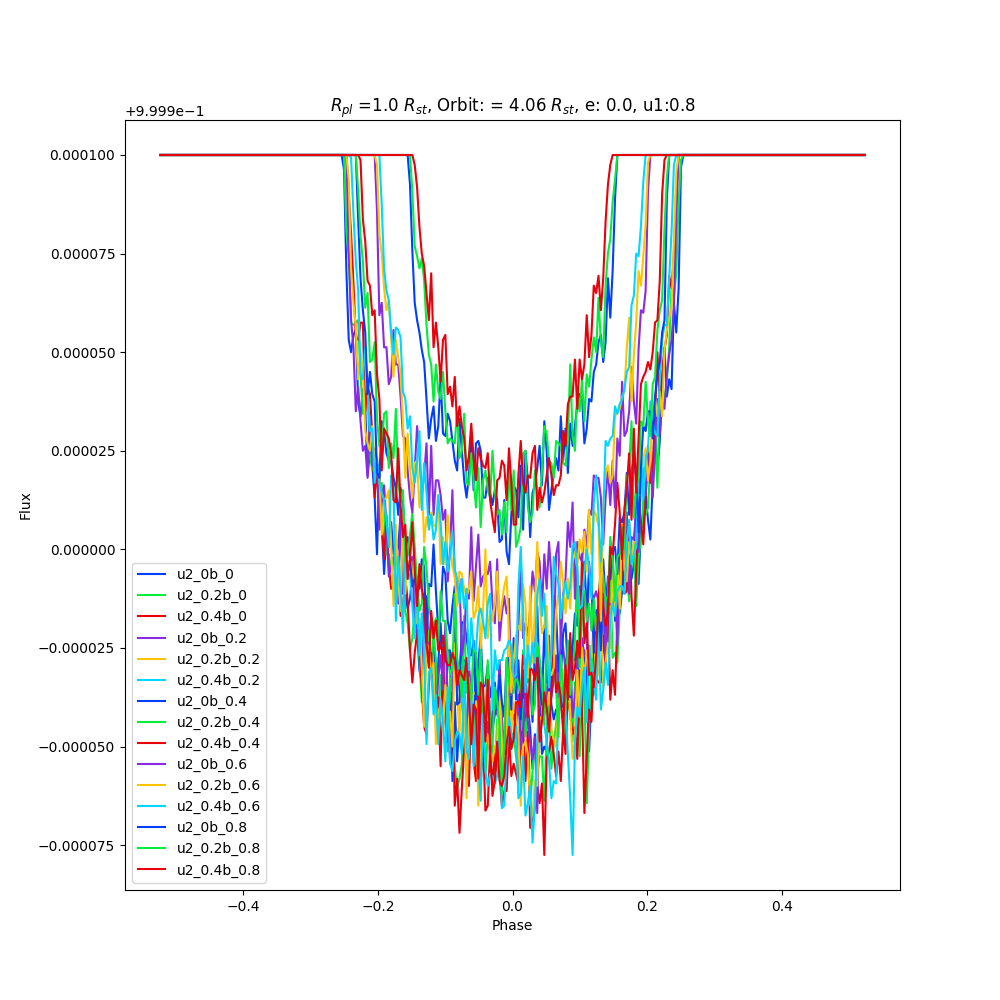 R_pl =1.0 R_st, Orbit: = 4.06 R_st, e: 0.0, u1:0.8
+9.999e−1
0.000100
0.000075
0.000050
0.000025
0.000000
−0.000025
−0.000050
−0.000075
Flux
u2_0b_0
u2_0.2b_0
u2_0.4b_0
u2_0b_0.2
u2_0.2b_0.2
u2_0.4b_0.2
u2_0b_0.4
u2_0.2b_0.4
u2_0.4b_0.4
u2_0b_0.6
u2_0.2b_0.6
u2_0.4b_0.6
u2_0b_0.8
u2_0.2b_0.8
u2_0.4b_0.8
−0.4 −0.2 0.0 0.2 0.4
Phase